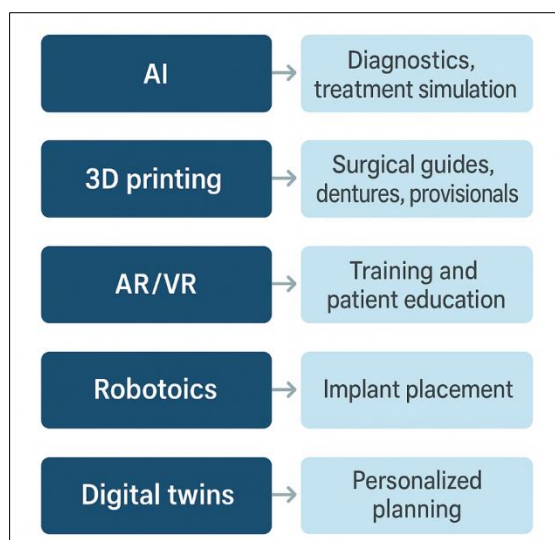 AI
Diagnostics,
treatment simulation
3D printing
Surgical guides,
dentures, provisionals
AR/VR
Training and
patient education
Robotoics
Implant placement
Digital twins
Personalized
planning